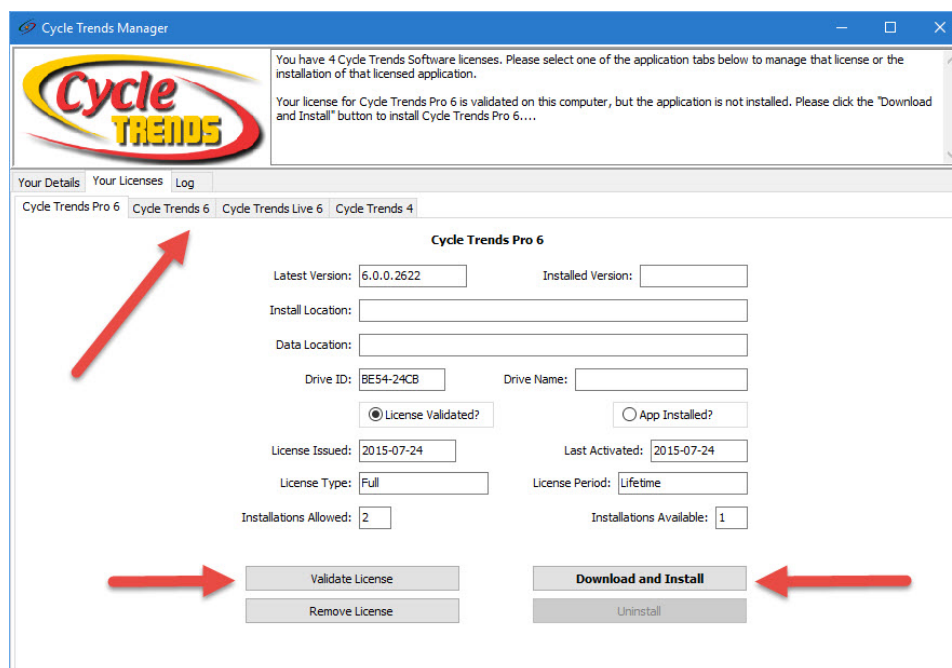 Cycle Trends Manager
Cycle
TRENDS
You have 4 Cycle Trends Software licenses. Please select one of the application tabs below to manage that license or the
installation of that licensed application.
Your license for Cycle Trends Pro 6 is validated on this computer, but the application is not installed. Please click the "Download
and Install" button to install Cycle Trends Pro 6....
Your Details Your Licenses Log
Cycle Trends Pro 6 Cycle Trends 6 Cycle Trends Live 6 Cycle Trends 4
Cycle Trends Pro 6
Latest Version: 6.0.0.2622 Installed Version:
Install Location:
Data Location:
Drive ID: BE54-24CB Drive Name:
License Validated? App Installed?
License Issued: 2015-07-24 Last Activated: 2015-07-24
License Type: Full License Period: Lifetime
Installations Allowed: 2 Installations Available: 1
Validate License Download and Install
Remove License Uninstall